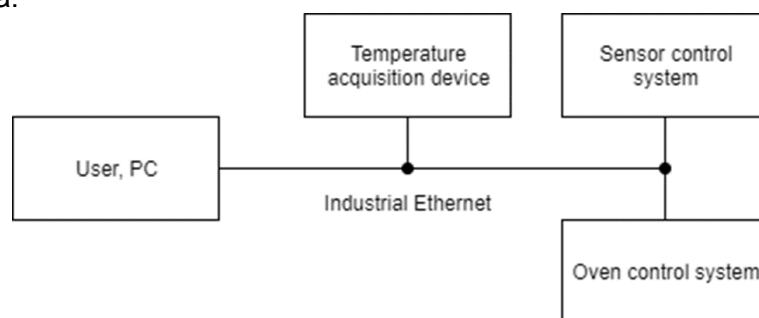 a.
Temperature
acquisition device
Sensor control
system
User, PC
Industrial Ethernet
Oven control system